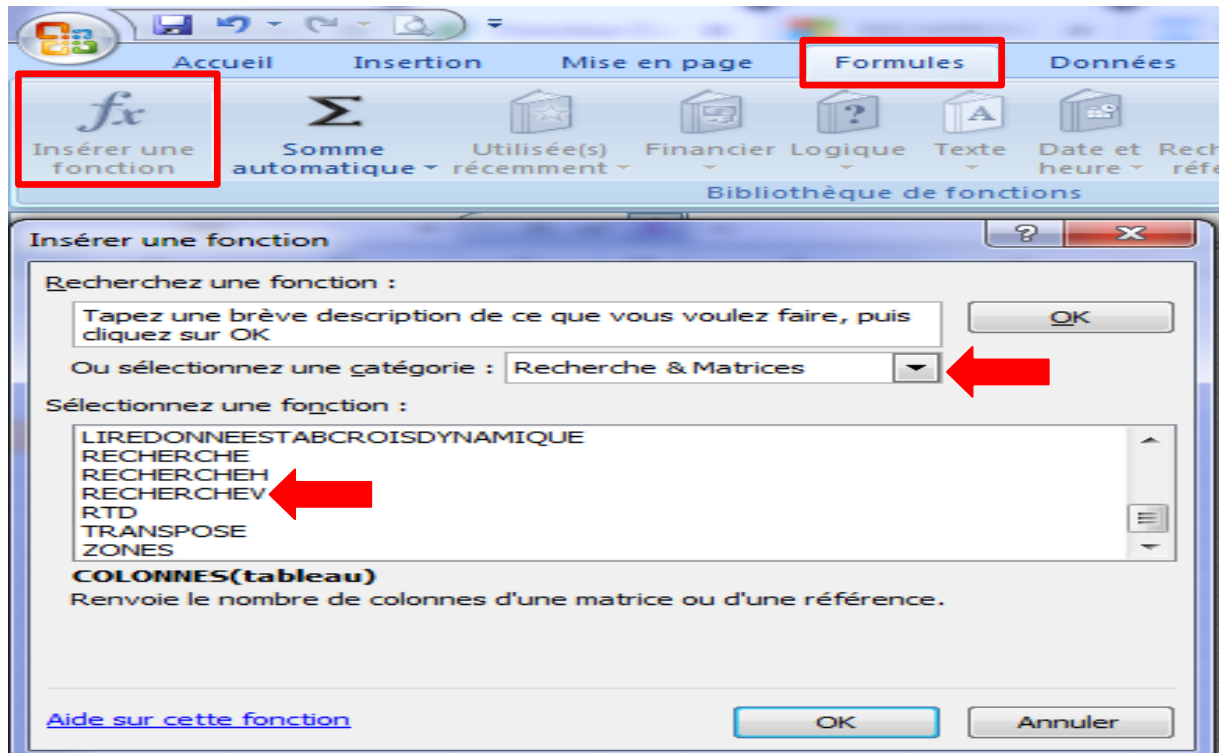 Accueil Insertion Mise en page Formules Données
fx Σ
Insérer une Somme Utilisée(s) Financier Logique Texte Date et Rech
fonction automatique récemment heure réfé
Bibliothèque de fonctions
Insérer une fonction
Recherchez une fonction :
Tapez une brève description de ce que vous voulez faire, puis
cliquez sur OK
OK
Ou sélectionnez une catégorie : Recherche & Matrices
Sélectionnez une fonction :
LIREDONNEESTABCROISDYNAMIQUE
RECHERCHE
RECHERCHEH
RECHERCHEV
RTD
TRANSPOSE
ZONES
COLONNES(tableau)
Renvoie le nombre de colonnes d'une matrice ou d'une référence.
Aide sur cette fonction OK Annuler